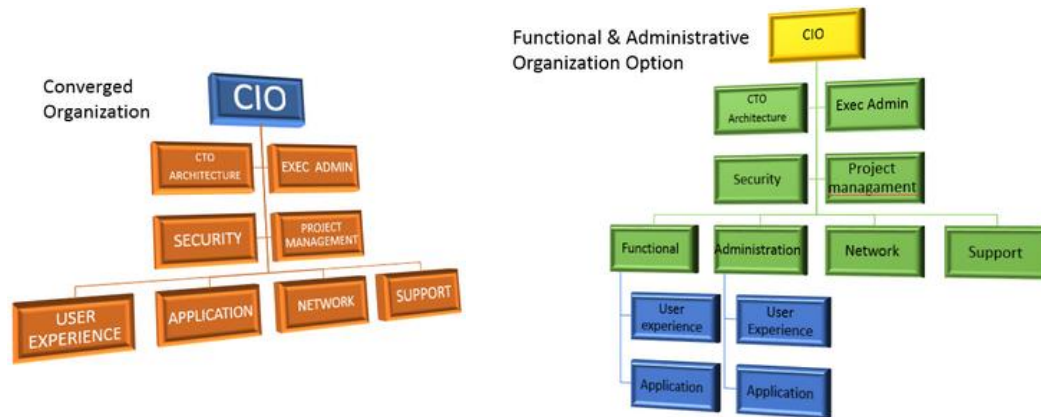 Converged
Organization
CIO
CTO
ARCHITECTURE
EXEC ADMIN
SECURITY
PROJECT
MANAGEMENT
USER
EXPERIENCE
APPLICATION
NETWORK
SUPPORT
Functional & Administrative
Organization Option
CIO
CTO
Architecture
Exec Admin
Security
Project
managament
Functional
Administration
Network
Support
User
experience
User
Experience
Application
Application